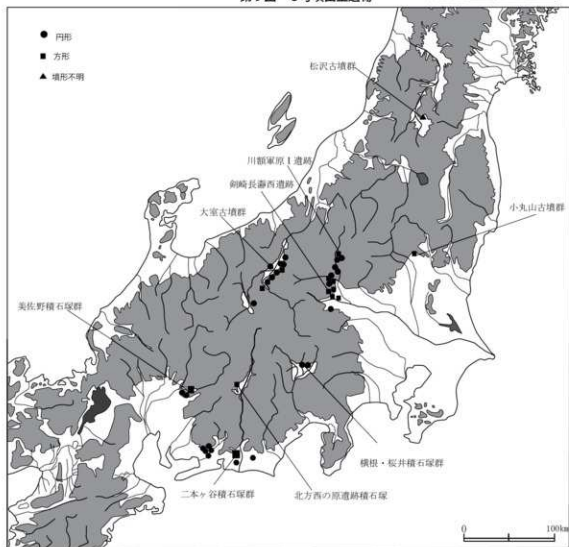 ● 円形
■ 方形
▲ 墳形不明
松沢古墳群
川額軍原Ⅰ遺跡
剣崎長瀞西遺跡
大室古墳群
小丸山古墳群
美佐野積石塚群
横根・桜井積石塚群
北方西の原遺跡積石塚
二本ヶ谷積石塚群
0 100km